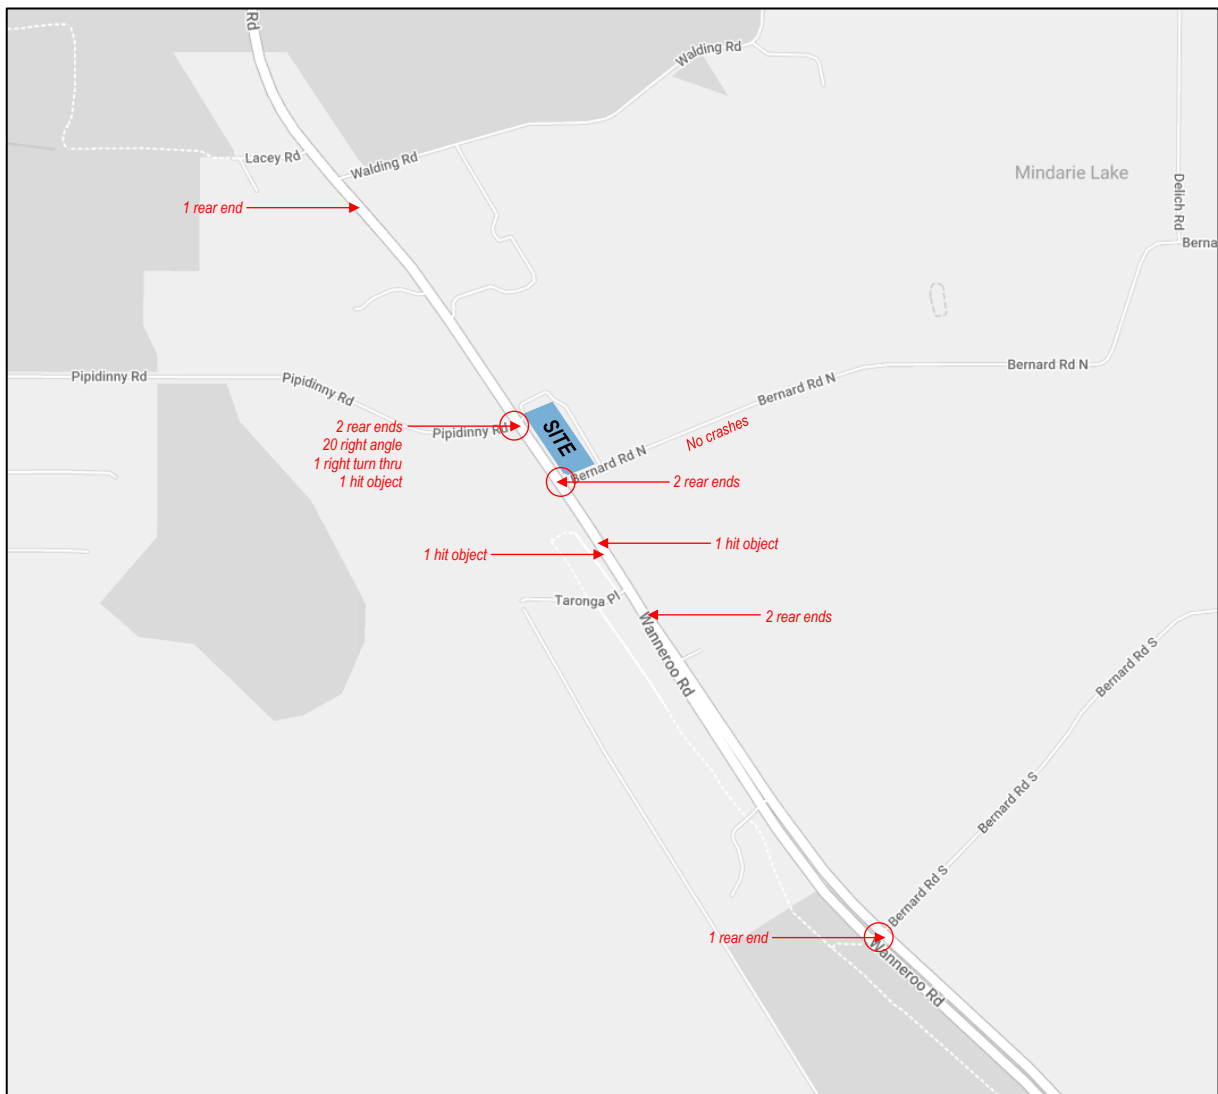 Rd
Walding Rd
Lacey Rd
Walding Rd
Mindarie Lake
Delich Rd
1 rear end
Berna
Pipidinny Rd
Pipidinny Rd
Bernard Rd N
Bernard Rd N
2 rear ends
20 right angle
1 right turn thru
1 hit object
Pipidinny Rd
SITE
No crashes
Bernard Rd N
2 rear ends
1 hit object
1 hit object
Taronga Pl
2 rear ends
Wanneroo Rd
Bernard Rd S
Bernard Rd S
Bernard Rd S
1 rear end
Wanneroo Rd